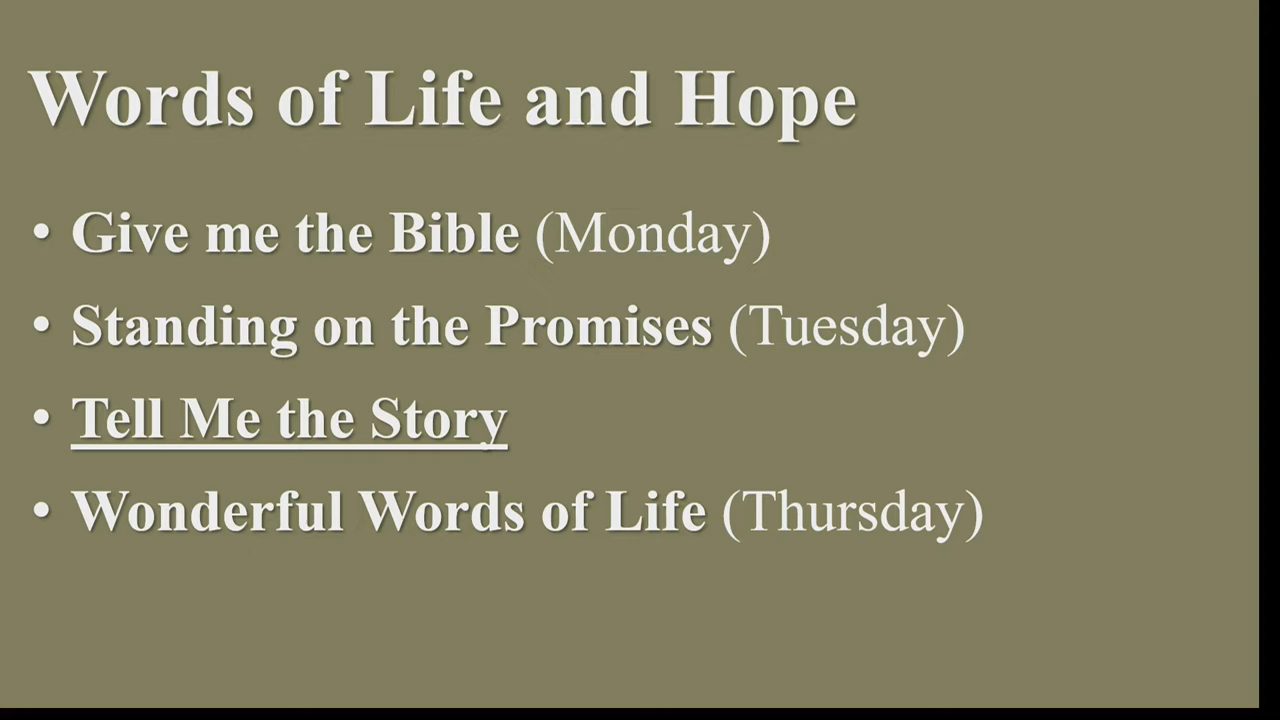 Words of Life and Hope
• Give me the Bible (Monday)
• Standing on the Promises (Tuesday)
• Tell Me the Story
• Wonderful Words of Life (Thursday)